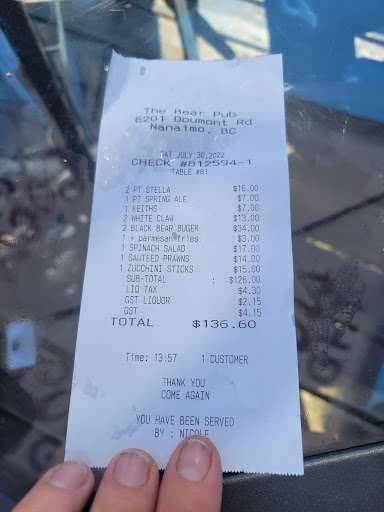 The Bear Pub
6201 Doumont Rd
Nanaimo, BC
SAT JULY 30,2022
CHECK #812594-1
TABLE #81
2 PT STELLA $16.00
1 PT SPRING ALE $7.00
1 KEITHS $7.00
2 WHITE CLAW $13.00
2 BLACK BEAR BUGER $34.00
1 + parmesan fries $3.00
1 SPINACH SALAD $17.00
1 SAUTEED PRAWNS $14.00
1 ZUCCHINI STICKS $15.00
SUB-TOTAL : $126.00
LIQ TAX $4.30
GST LIQUOR $2.15
GST $4.15
TOTAL $136.60
Time: 13:57 1 CUSTOMER
THANK YOU
COME AGAIN
YOU HAVE BEEN SERVED
BY : NICOLE